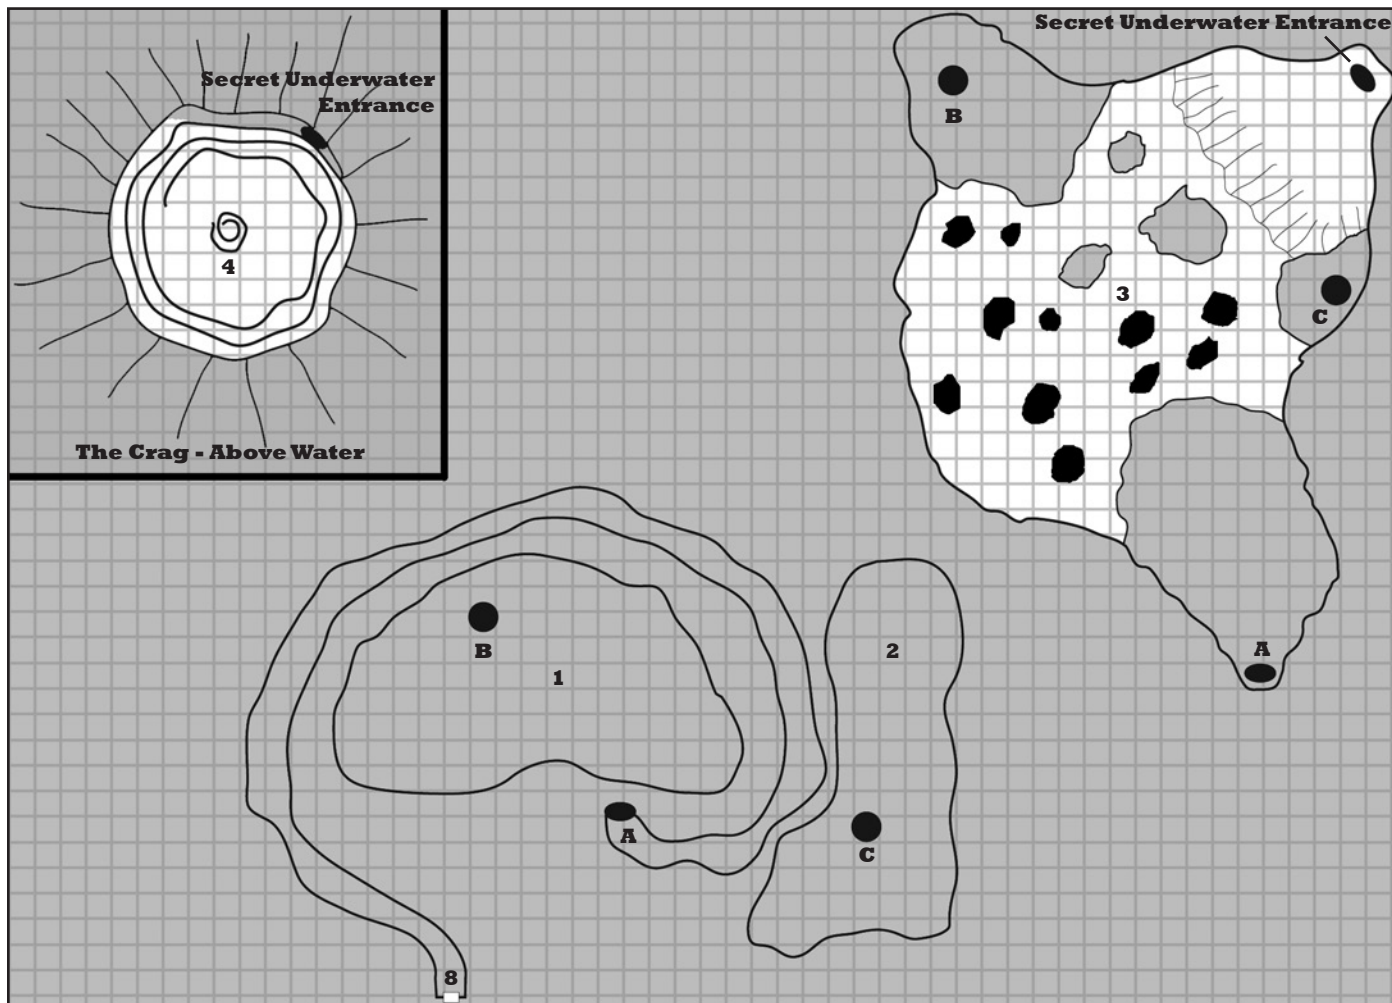 Secret Underwater
Entrance
4
The Crag - Above Water
Secret Underwater Entrance
B
3
C
A
B
1
2
A
C
8